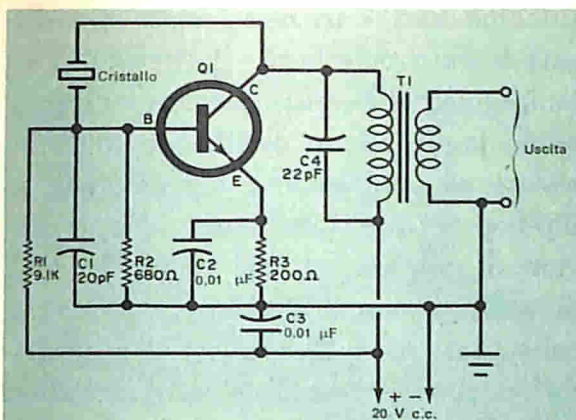 Cristallo
Q1
C
B
E
T1
C4
22pF
Uscita
R1
9.1K
C1
20pF
R2
680Ω
C2
0,01 μF
R3
200Ω
C3
0,01 μF
+ -
20 V c.c.